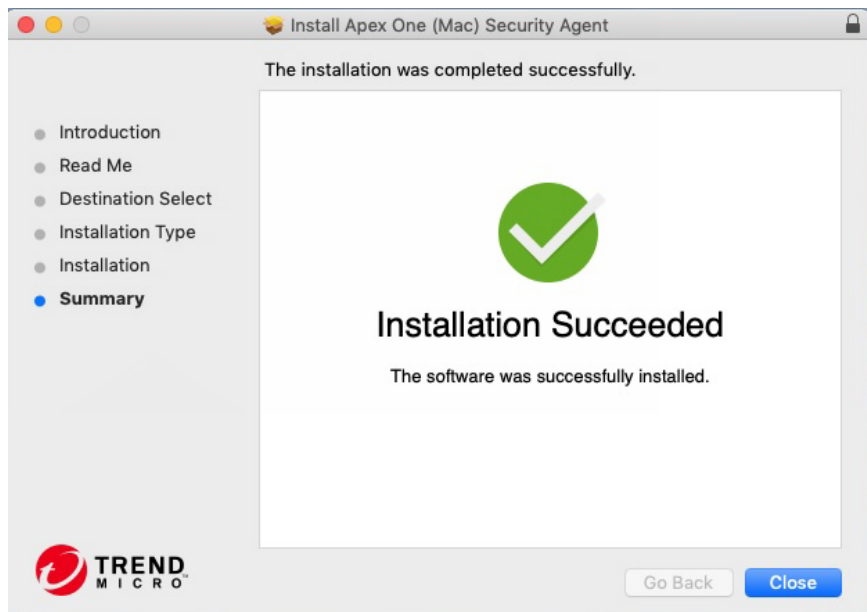 Install Apex One (Mac) Security Agent
The installation was completed successfully.
Introduction
Read Me
Destination Select
Installation Type
Installation
Summary
Installation Succeeded
The software was successfully installed.
TREND
MICRO™
Go Back
Close